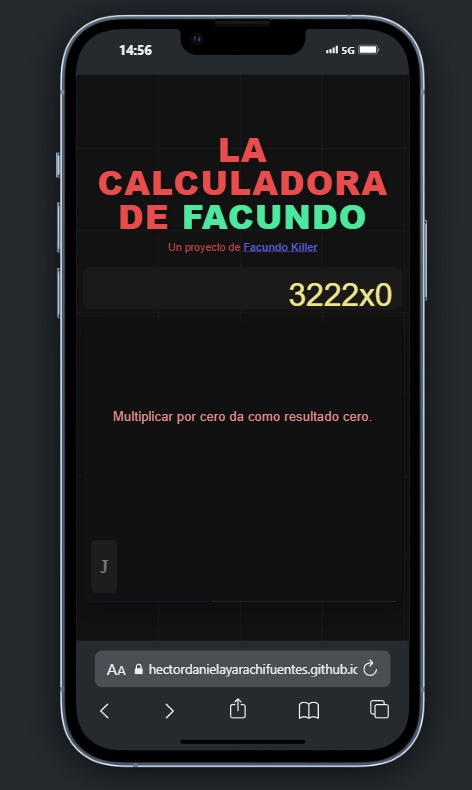 14:56
5G
LA
CALCULADORA
DE FACUNDO
Un proyecto de Facundo Killer
3222x0
Multiplicar por cero da como resultado cero.
J
AA hectordanielayarachifuentes.github.ic